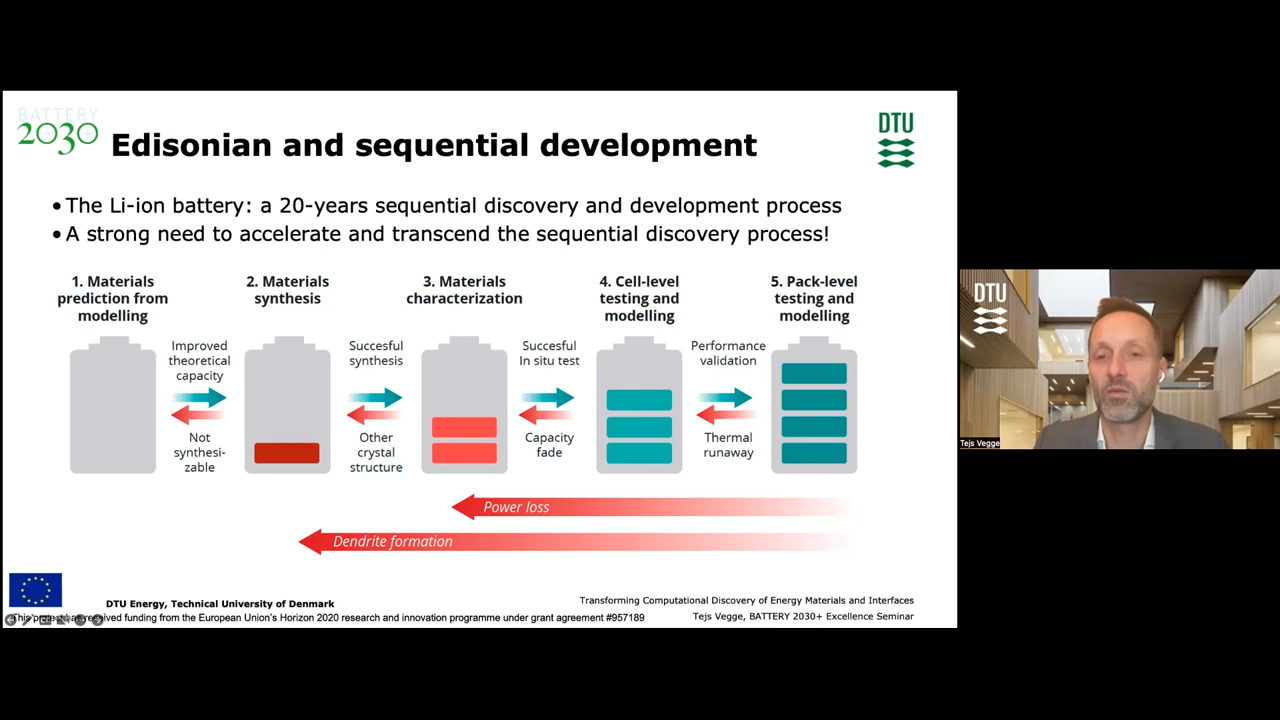 BATTERY
2030+
Edisonian and sequential development
DTU
• The Li-ion battery: a 20-years sequential discovery and development process
• A strong need to accelerate and transcend the sequential discovery process!
1. Materials
prediction from
modelling
2. Materials
synthesis
3. Materials
characterization
4. Cell-level
testing and
modelling
5. Pack-level
testing and
modelling
Improved
theoretical
capacity
Not
synthesi-
zable
Succesful
synthesis
Other
crystal
structure
Succesful
In situ test
Capacity
fade
Performance
validation
Thermal
runaway
Power loss
Dendrite formation
DTU Energy, Technical University of Denmark
received funding from the European Union's Horizon 2020 research and innovation programme under grant agreement #957189
Transforming Computational Discovery of Energy Materials and Interfaces
Tejs Vegge, BATTERY 2030+ Excellence Seminar
DTU
Tejs Vegge